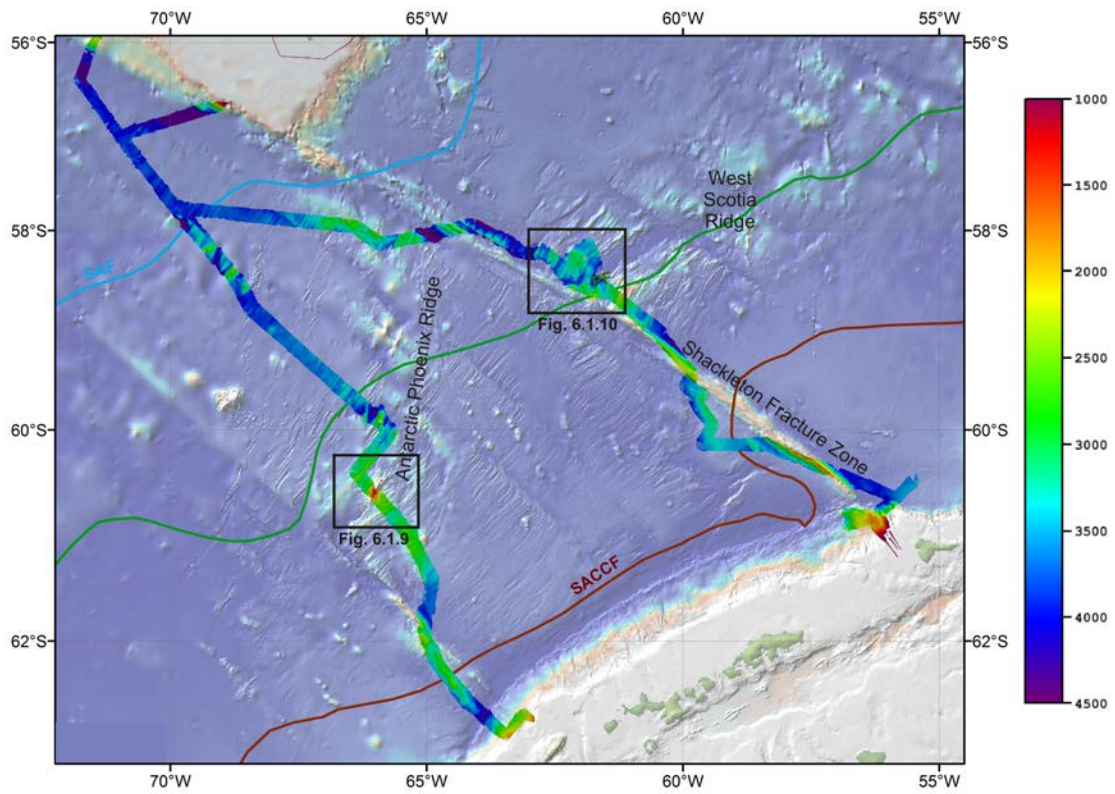 70°W 65°W 60°W 55°W
56°S 56°S
1000
1500
West
Scotia
Ridge
2000
58°S 58°S
SAF
Antarctic Phoenix Ridge
Fig. 6.1.10
2500
Shackleton Fracture Zone
3000
60°S 60°S
3500
Fig. 6.1.9
SACCF
4000
62°S 62°S
4500
70°W 65°W 60°W 55°W